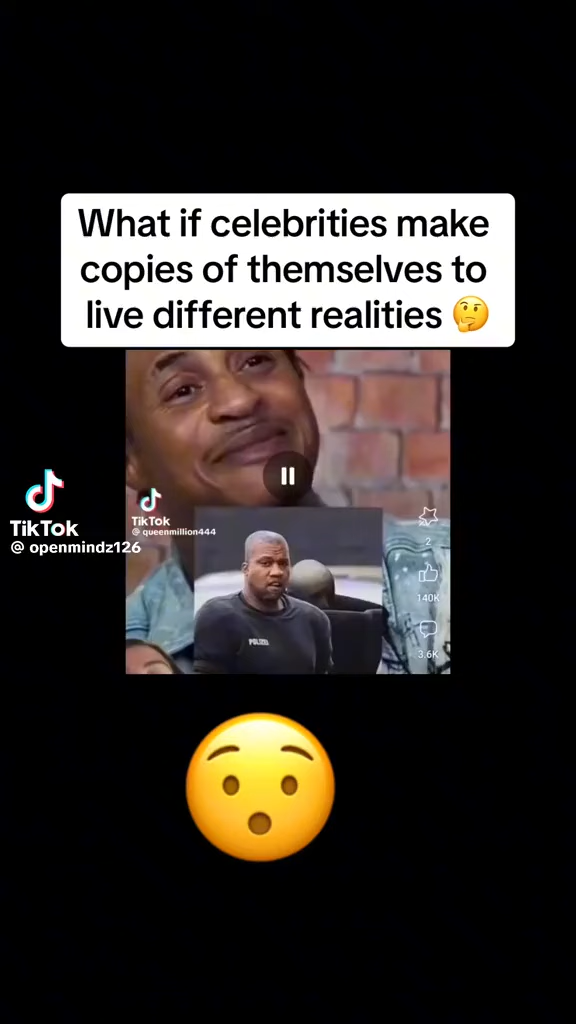 What if celebrities make
copies of themselves to
live different realities 🤔
TikTok
@ queenmillion444
TikTok
@ openmindz126
POLIZEI
2
140K
3.6K